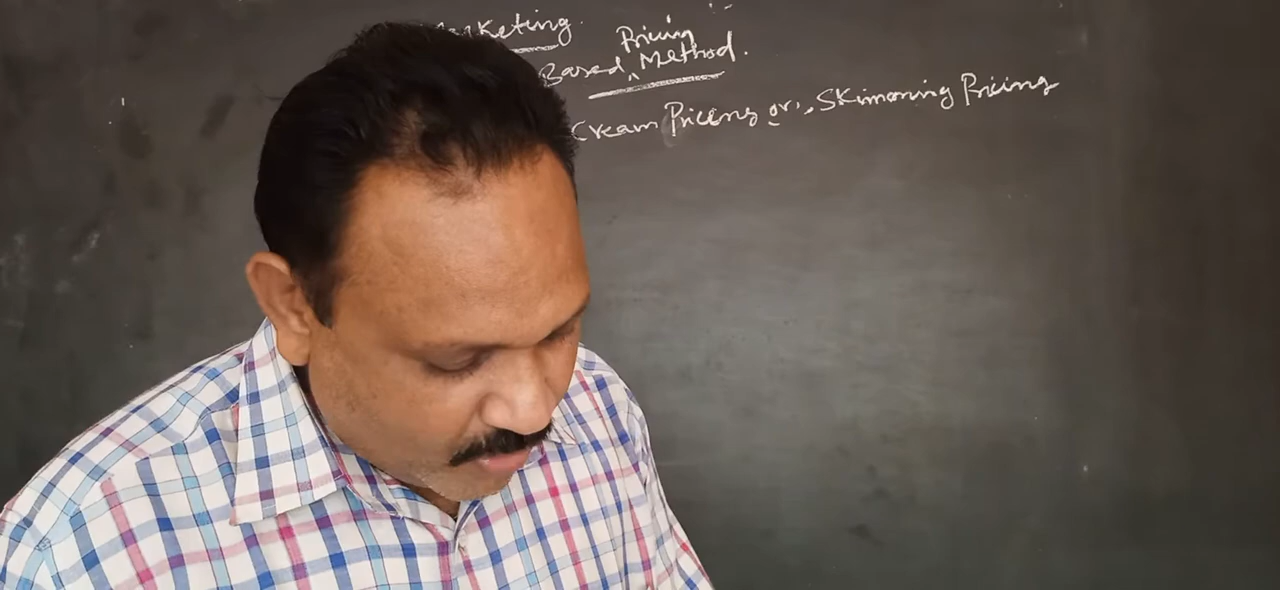 Marketing.
Based Pricing Method.
Cream Pricing or, Skimming Pricing